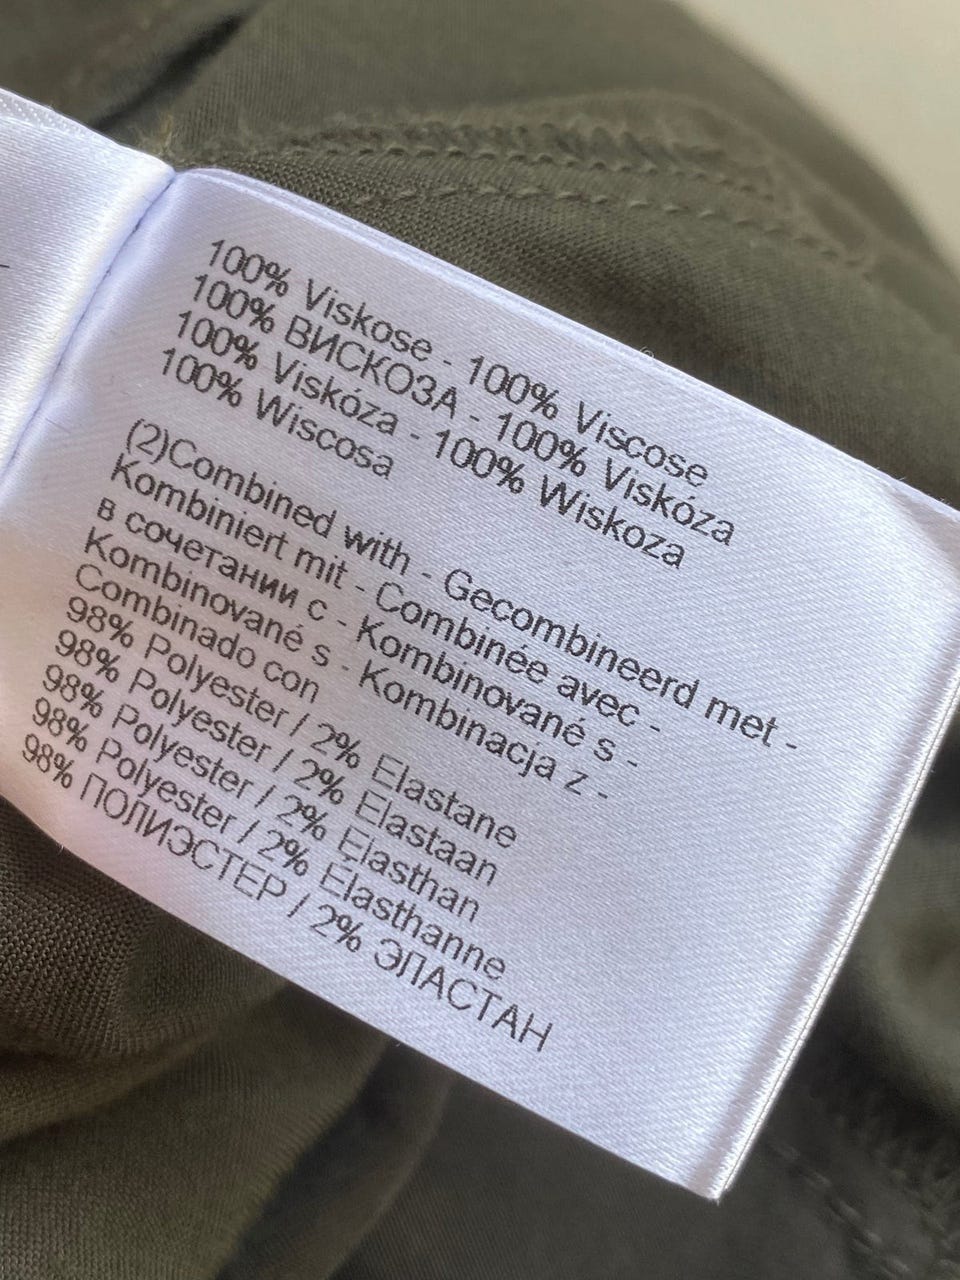 100% Viskose - 100% Viscose
100% ВИСКОЗА - 100% Viskóza
100% Viskóza - 100% Wiskoza
100% Wiscosa
(2)Combined with - Gecombineerd met -
Kombiniert mit - Combinée avec -
в сочетании с - Kombinované s -
Kombinované s - Kombinacja z -
Combinado con
98% Polyester / 2% Elastane
98% Polyester / 2% Elastaan
98% Polyester / 2% Elasthan
98% Polyester / 2% Élasthanne
98% ПОЛИЭСТЕР / 2% ЭЛАСТАН